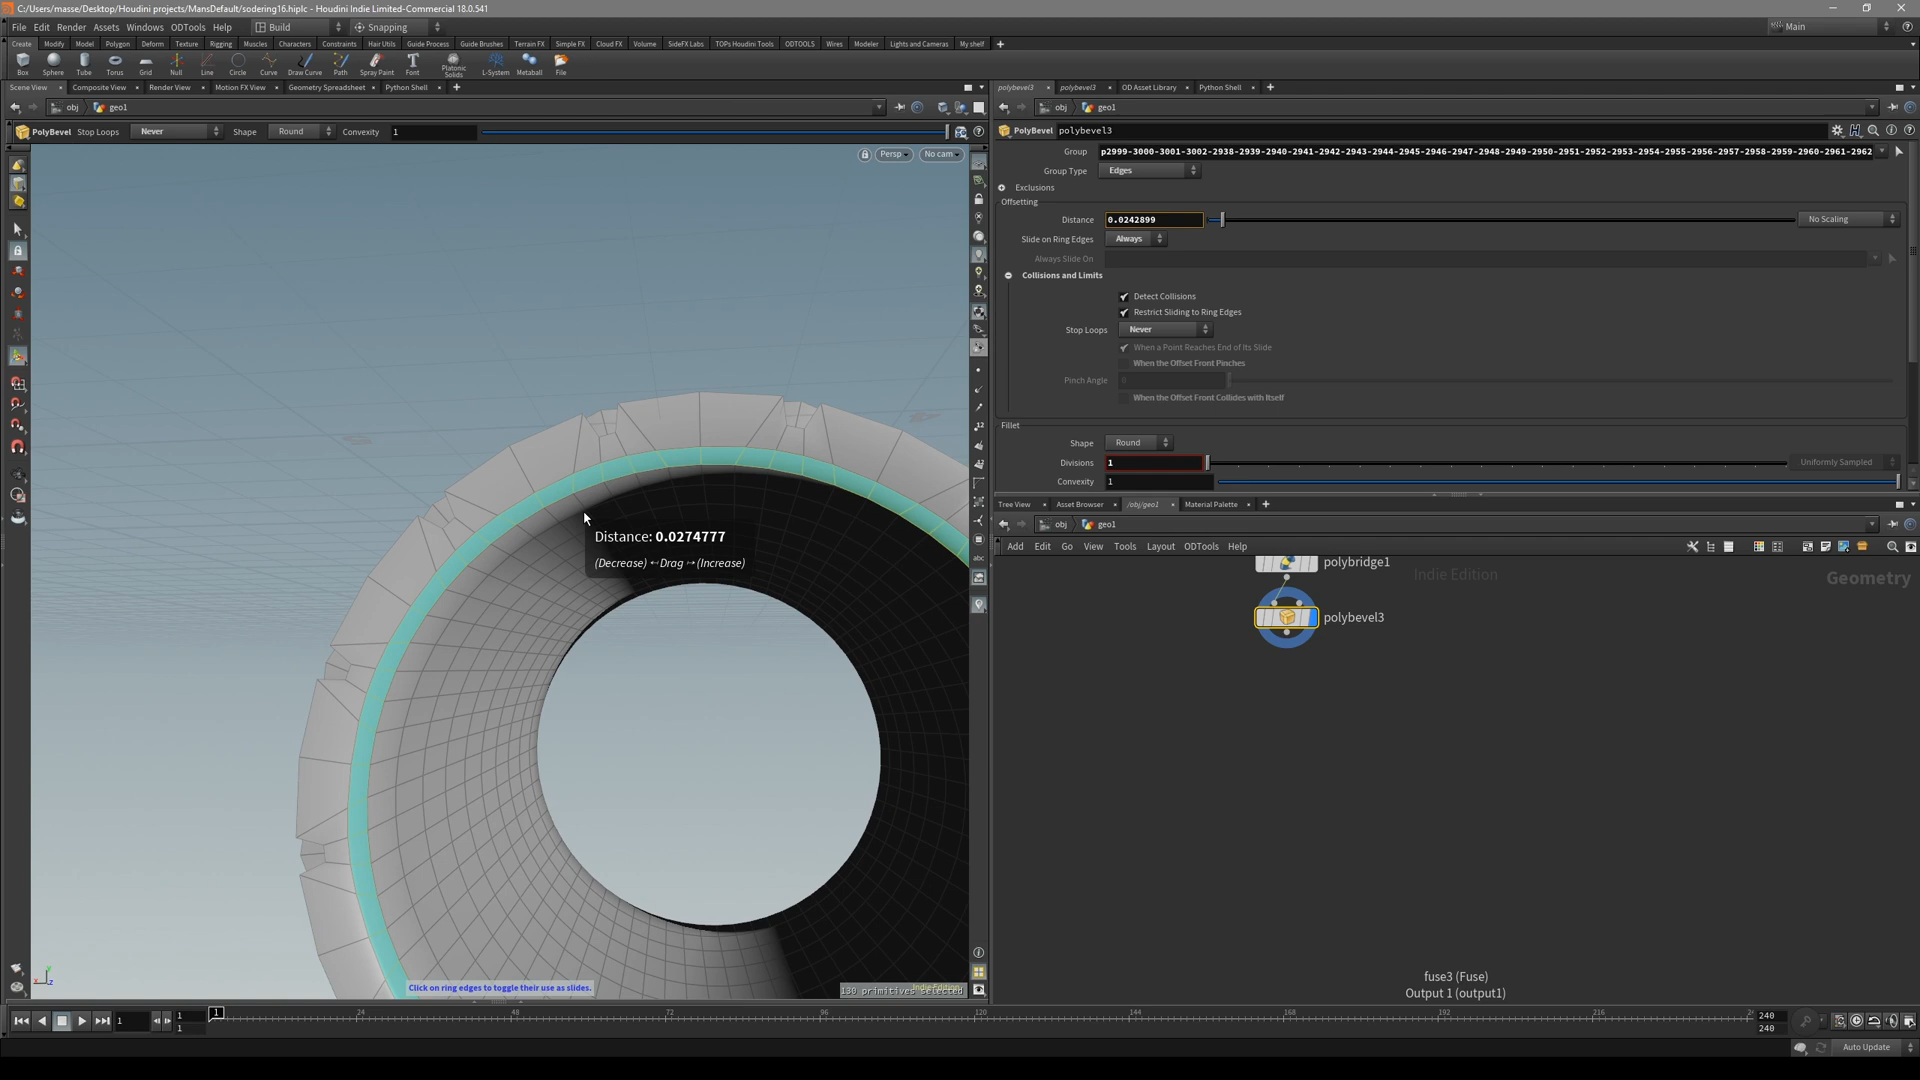 C:/Users/masse/Desktop/Houdini projects/MansDefault/sodering16.hiplc - Houdini Indie Limited-Commercial 18.0.541
File Edit Render Assets Windows ODTools Help Build Snapping Main
Create Modify Model Polygon Deform Texture Rigging Muscles Characters Constraints Hair Utils Guide Process Guide Brushes Terrain FX Simple FX Cloud FX Volume SideFX Labs TOPs Houdini Tools ODTOOLS Wires Modeler Lights and Cameras My shelf
Box Sphere Tube Torus Grid Null Line Circle Curve Draw Curve Path Spray Paint Font Platonic Solids L-System Metaball File
Scene View Composite View Render View Motion FX View Geometry Spreadsheet Python Shell
obj geo1
PolyBevel Stop Loops Never Shape Round Convexity 1
Persp No cam
Distance: 0.0274777
(Decrease) ↤ Drag ↦ (Increase)
Click on ring edges to toggle their use as slides.
130 primitives selected
Indie Edition
polybevel3 polybevel3 OD Asset Library Python Shell
obj geo1
PolyBevel polybevel3
Group p2999-3000-3001-3002-2938-2939-2940-2941-2942-2943-2944-2945-2946-2947-2948-2949-2950-2951-2952-2953-2954-2955-2956-2957-2958-2959-2960-2961-2962
Group Type Edges
Exclusions
Offsetting
Distance 0.0242899 No Scaling
Slide on Ring Edges Always
Always Slide On
Collisions and Limits
Detect Collisions
Restrict Sliding to Ring Edges
Stop Loops Never
When a Point Reaches End of Its Slide
When the Offset Front Pinches
Pinch Angle 0
When the Offset Front Collides with Itself
Fillet
Shape Round
Divisions 1 Uniformly Sampled
Convexity 1
Tree View Asset Browser /obj/geo1 Material Palette
obj geo1
Add Edit Go View Tools Layout ODTools Help
polybridge1
Indie Edition
Geometry
polybevel3
fuse3 (Fuse)
Output 1 (output1)
1 1 1 1 24 48 72 96 120 144 168 192 216 240
240
Auto Update